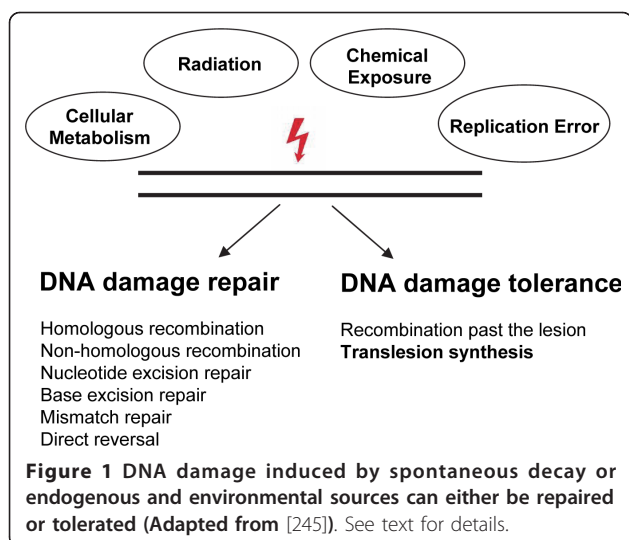 Radiation
Chemical
Exposure
Cellular
Metabolism
Replication Error
DNA damage repair
Homologous recombination
Non-homologous recombination
Nucleotide excision repair
Base excision repair
Mismatch repair
Direct reversal
DNA damage tolerance
Recombination past the lesion
Translesion synthesis
Figure 1 DNA damage induced by spontaneous decay or
endogenous and environmental sources can either be repaired
or tolerated (Adapted from [245]). See text for details.